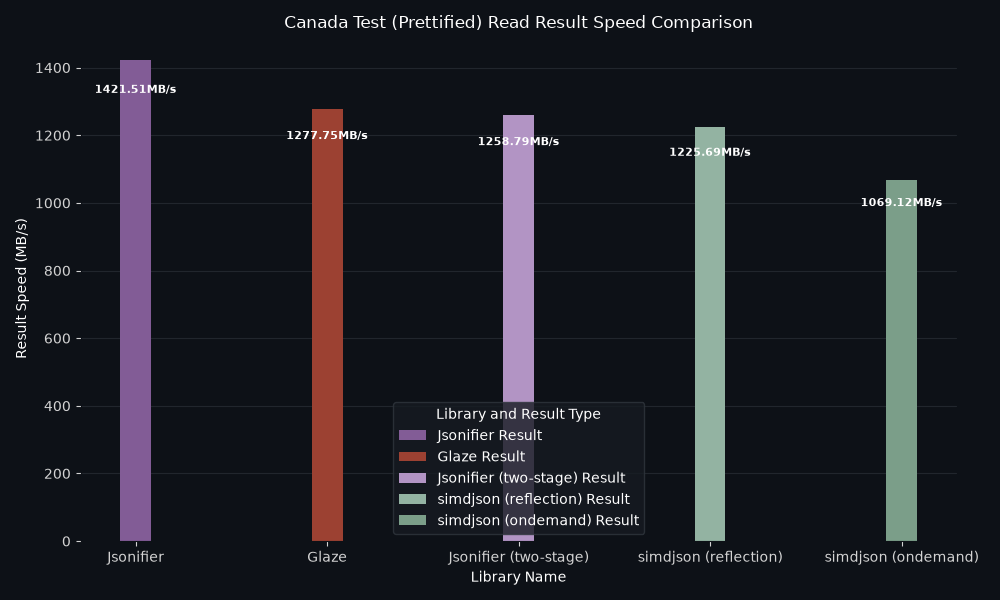 Canada Test (Prettified) Read Result Speed Comparison
Result Speed (MB/s)
1400
1200
1000
800
600
400
200
0
1421.51MB/s
1277.75MB/s
1258.79MB/s
1225.69MB/s
1069.12MB/s
Library and Result Type
Jsonifier Result
Glaze Result
Jsonifier (two-stage) Result
simdjson (reflection) Result
simdjson (ondemand) Result
Jsonifier
Glaze
Jsonifier (two-stage)
simdjson (reflection)
simdjson (ondemand)
Library Name